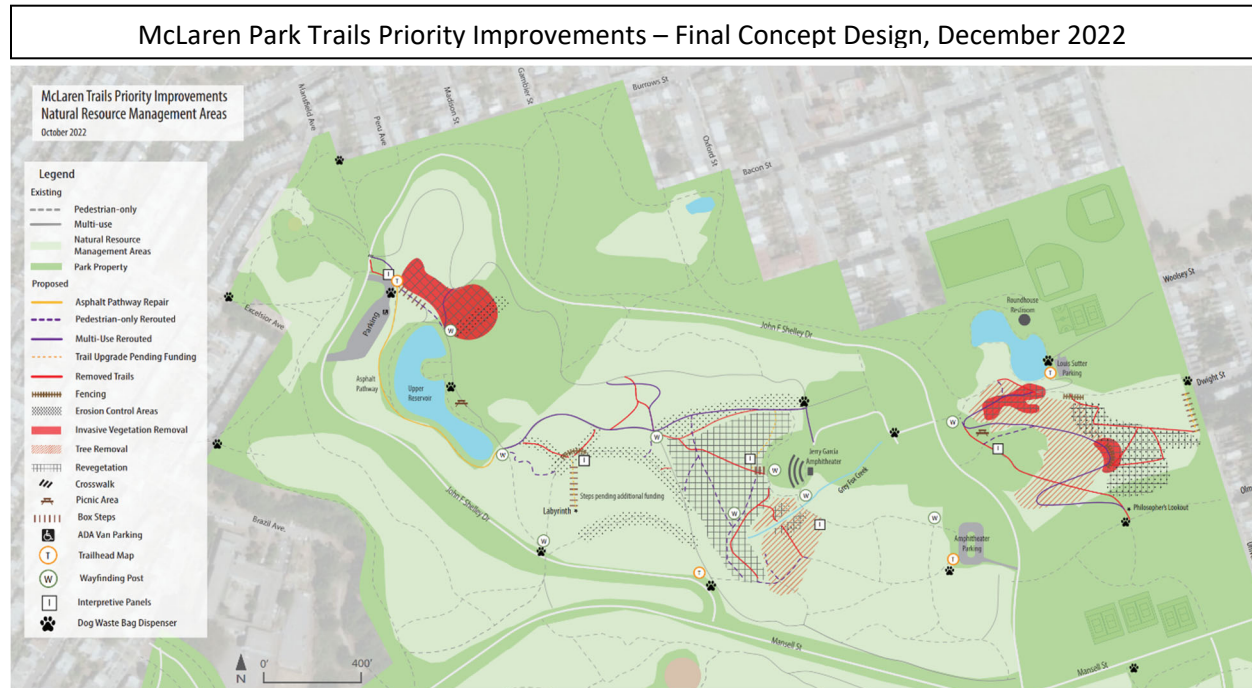 McLaren Park Trails Priority Improvements – Final Concept Design, December 2022
McLaren Trails Priority Improvements
Natural Resource Management Areas
October 2022
Legend
Existing
Pedestrian-only
Multi-use
Natural Resource
Management Areas
Park Property
Proposed
Asphalt Pathway Repair
Pedestrian-only Rerouted
Multi-Use Rerouted
Trail Upgrade Pending Funding
Removed Trails
Fencing
Erosion Control Areas
Invasive Vegetation Removal
Tree Removal
Revegetation
Crosswalk
Picnic Area
Box Steps
ADA Van Parking
T Trailhead Map
W Wayfinding Post
I Interpretive Panels
Dog Waste Bag Dispenser
N
0'
400'
Mansfield Ave
Peru Ave
Madison St
Gambier St
Burrows St
Oxford St
Bacon St
Woolsey St
Dwight St
Excelsior Ave
Brazil Ave.
Parking
Asphalt
Pathway
Upper
Reservoir
John F Shelley Dr
John F Shelley Dr
Roundhouse
Restroom
Louis Sutter
Parking
Jerry Garcia
Amphitheater
Grey Fox Creek
Steps pending additional funding
Labyrinth
Philosopher's Lookout
Amphitheater
Parking
Mansell St
Mansell St
I
T
W
W
I
W
W
W
I
W
W
W
W
I
T
W
T
I
T